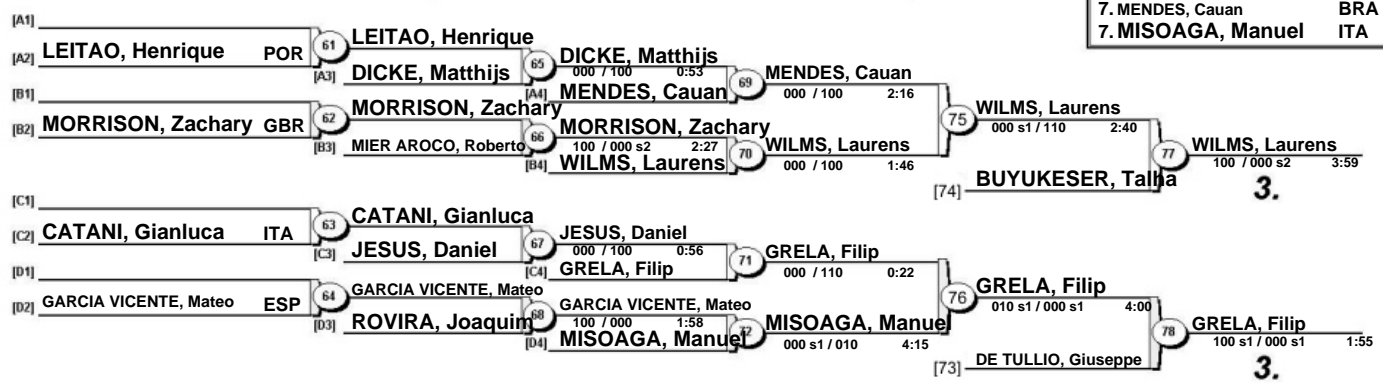 7. MENDES, Cauan BRA
7. MISOAGA, Manuel ITA
[A1]
[A2] LEITAO, Henrique POR
61
LEITAO, Henrique
[A3] DICKE, Matthijs
65
DICKE, Matthijs
000 / 100 0:53
[A4] MENDES, Cauan
69
MENDES, Cauan
000 / 100 2:16
[B1]
[B2] MORRISON, Zachary GBR
62
MORRISON, Zachary
[B3] MIER AROCO, Roberto
66
MORRISON, Zachary
100 / 000 s2 2:27
[B4] WILMS, Laurens
70
WILMS, Laurens
000 / 100 1:46
75
WILMS, Laurens
000 s1 / 110 2:40
[74] BUYUKESER, Talha
77
WILMS, Laurens
100 / 000 s2 3:59
3.
[C1]
[C2] CATANI, Gianluca ITA
63
CATANI, Gianluca
[C3] JESUS, Daniel
67
JESUS, Daniel
000 / 100 0:56
[C4] GRELA, Filip
71
GRELA, Filip
000 / 110 0:22
[D1]
[D2] GARCIA VICENTE, Mateo ESP
64
GARCIA VICENTE, Mateo
[D3] ROVIRA, Joaquim
68
GARCIA VICENTE, Mateo
100 / 000 1:58
[D4] MISOAGA, Manuel
72
MISOAGA, Manuel
000 s1 / 010 4:15
76
GRELA, Filip
010 s1 / 000 s1 4:00
[73] DE TULLIO, Giuseppe
78
GRELA, Filip
100 s1 / 000 s1 1:55
3.